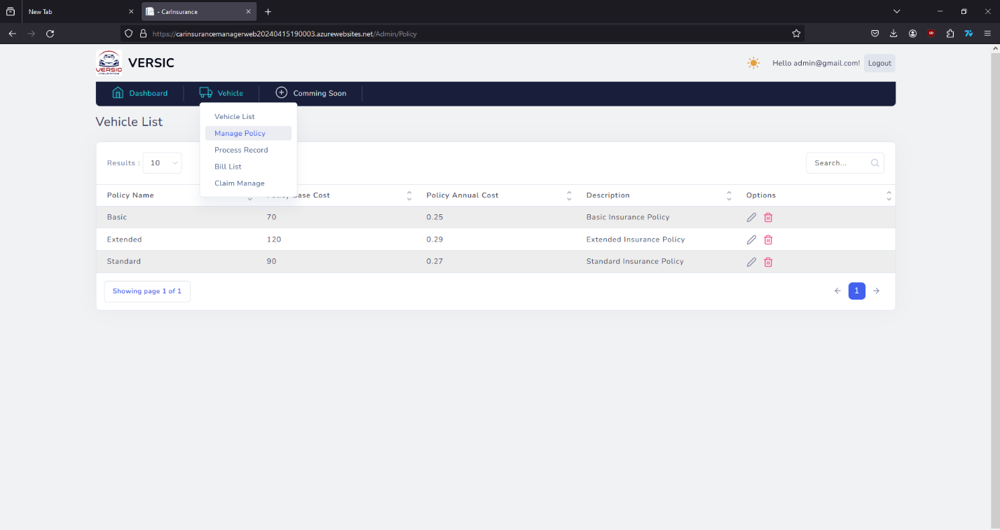 New Tab
- CarInsurance
https://carinsurancemanagerweb20240415190003.azurewebsites.net/Admin/Policy
VERSIC INSURANCE
VERSIC
Hello admin@gmail.com!
Logout
Dashboard
Vehicle
Comming Soon
Vehicle List
Manage Policy
Process Record
Bill List
Claim Manage
Vehicle List
Results : 10
Search...
Policy Name Policy Base Cost Policy Annual Cost Description Options
Basic 70 0.25 Basic Insurance Policy
Extended 120 0.29 Extended Insurance Policy
Standard 90 0.27 Standard Insurance Policy
Showing page 1 of 1
1